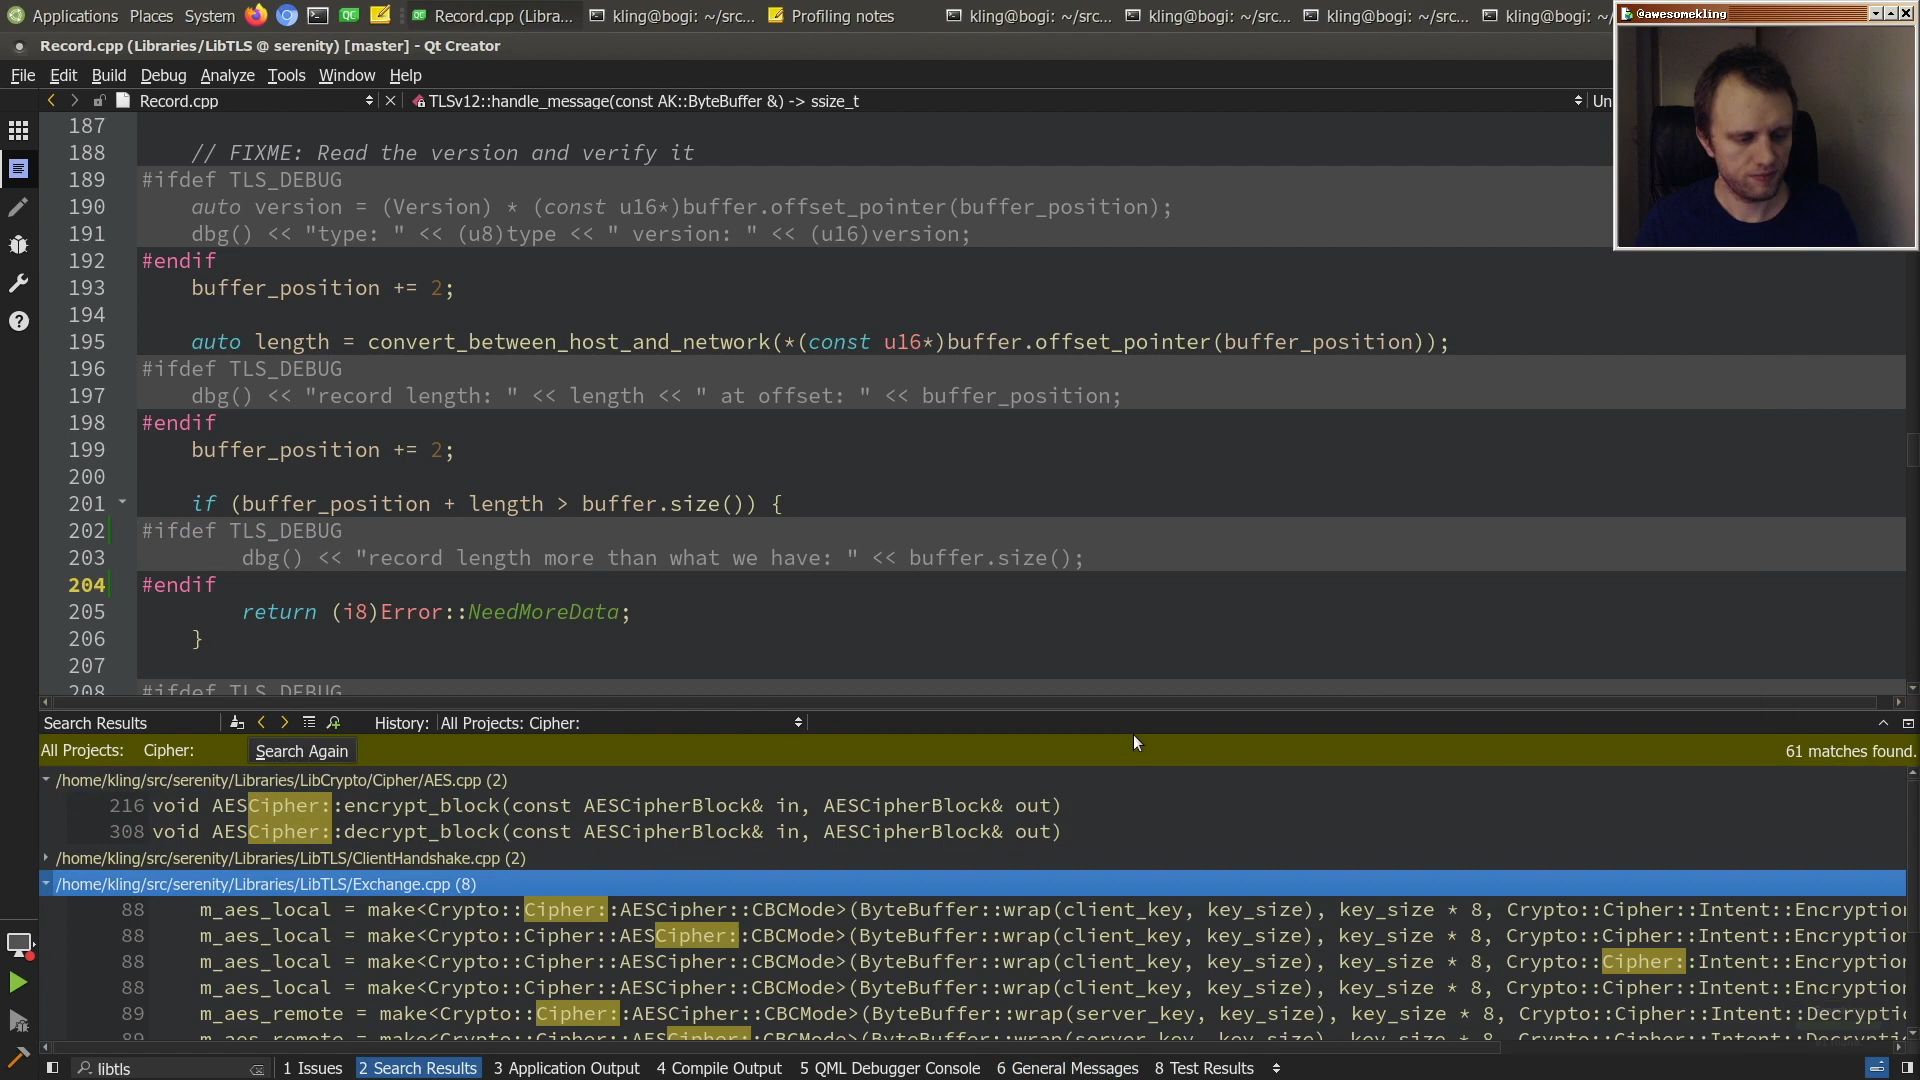 Applications Places System Record.cpp (Libra... kling@bogi: ~/src... Profiling notes kling@bogi: ~/src... kling@bogi: ~/src... kling@bogi: ~/src... kling@bogi: ~/
@awesomekling
Record.cpp (Libraries/LibTLS @ serenity) [master] - Qt Creator
File Edit Build Debug Analyze Tools Window Help
Record.cpp TLSv12::handle_message(const AK::ByteBuffer &) -> ssize_t Un
187
188 // FIXME: Read the version and verify it
189 #ifdef TLS_DEBUG
190 auto version = (Version) * (const u16*)buffer.offset_pointer(buffer_position);
191 dbg() << "type: " << (u8)type << " version: " << (u16)version;
192 #endif
193 buffer_position += 2;
194
195 auto length = convert_between_host_and_network(*(const u16*)buffer.offset_pointer(buffer_position));
196 #ifdef TLS_DEBUG
197 dbg() << "record length: " << length << " at offset: " << buffer_position;
198 #endif
199 buffer_position += 2;
200
201 if (buffer_position + length > buffer.size()) {
202 #ifdef TLS_DEBUG
203 dbg() << "record length more than what we have: " << buffer.size();
204 #endif
205 return (i8)Error::NeedMoreData;
206 }
207
208 #ifdef TLS_DEBUG
Search Results History: All Projects: Cipher:
All Projects: Cipher: Search Again 61 matches found.
/home/kling/src/serenity/Libraries/LibCrypto/Cipher/AES.cpp (2)
216 void AESCipher::encrypt_block(const AESCipherBlock& in, AESCipherBlock& out)
308 void AESCipher::decrypt_block(const AESCipherBlock& in, AESCipherBlock& out)
/home/kling/src/serenity/Libraries/LibTLS/ClientHandshake.cpp (2)
/home/kling/src/serenity/Libraries/LibTLS/Exchange.cpp (8)
88 m_aes_local = make<Crypto::Cipher::AESCipher::CBCMode>(ByteBuffer::wrap(client_key, key_size), key_size * 8, Crypto::Cipher::Intent::Encryption
88 m_aes_local = make<Crypto::Cipher::AESCipher::CBCMode>(ByteBuffer::wrap(client_key, key_size), key_size * 8, Crypto::Cipher::Intent::Encryption
88 m_aes_local = make<Crypto::Cipher::AESCipher::CBCMode>(ByteBuffer::wrap(client_key, key_size), key_size * 8, Crypto::Cipher::Intent::Encryption
88 m_aes_local = make<Crypto::Cipher::AESCipher::CBCMode>(ByteBuffer::wrap(client_key, key_size), key_size * 8, Crypto::Cipher::Intent::Encryption
89 m_aes_remote = make<Crypto::Cipher::AESCipher::CBCMode>(ByteBuffer::wrap(server_key, key_size), key_size * 8, Crypto::Cipher::Intent::Decrypti
89 m_aes_remote = make<Crypto::Cipher::AESCipher::CBCMode>(ByteBuffer::wrap(server_key, key_size), key_size * 8, Crypto::Cipher::Intent::Decrypti
libtls 1 Issues 2 Search Results 3 Application Output 4 Compile Output 5 QML Debugger Console 6 General Messages 8 Test Results